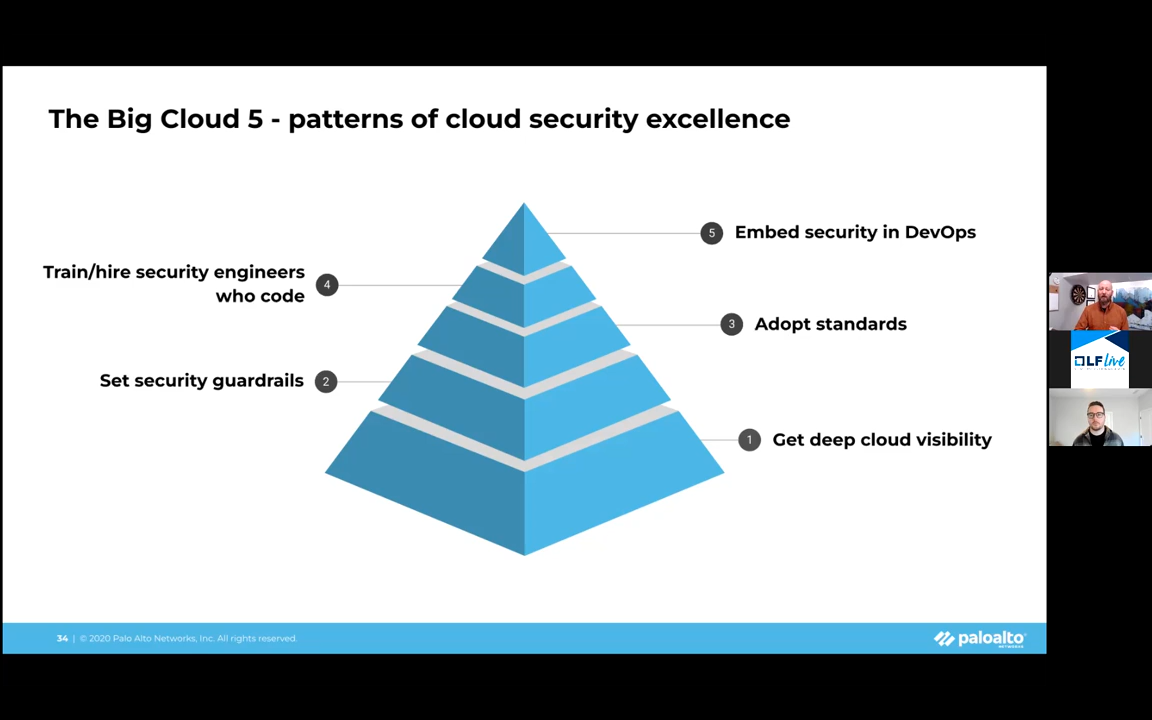 The Big Cloud 5 - patterns of cloud security excellence
5 Embed security in DevOps
Train/hire security engineers
who code 4
3 Adopt standards
Set security guardrails 2
1 Get deep cloud visibility
34 | © 2020 Palo Alto Networks, Inc. All rights reserved.
paloalto
NETWORKS
LF live